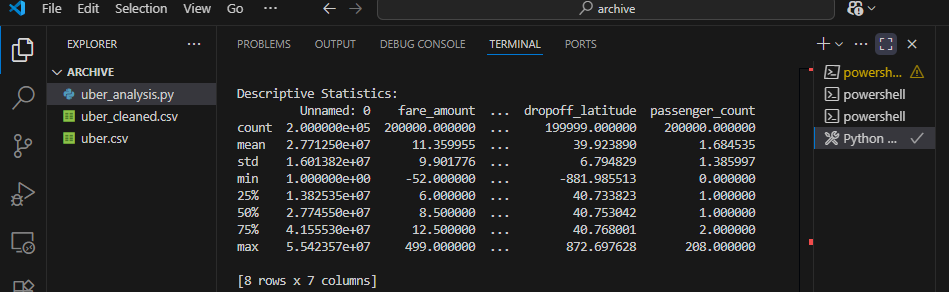 File Edit Selection View Go ... archive
EXPLORER ...
ARCHIVE
uber_analysis.py
uber_cleaned.csv
uber.csv
PROBLEMS OUTPUT DEBUG CONSOLE TERMINAL PORTS
Descriptive Statistics:
Unnamed: 0 fare_amount ... dropoff_latitude passenger_count
count 2.000000e+05 200000.000000 ... 199999.000000 200000.000000
mean 2.771250e+07 11.359955 ... 39.923890 1.684535
std 1.601382e+07 9.901776 ... 6.794829 1.385997
min 1.000000e+00 -52.000000 ... -881.985513 0.000000
25% 1.382535e+07 6.000000 ... 40.733823 1.000000
50% 2.774550e+07 8.500000 ... 40.753042 1.000000
75% 4.155530e+07 12.500000 ... 40.768001 2.000000
max 5.542357e+07 499.000000 ... 872.697628 208.000000
[8 rows x 7 columns]
powersh...
powershell
powershell
Python ...